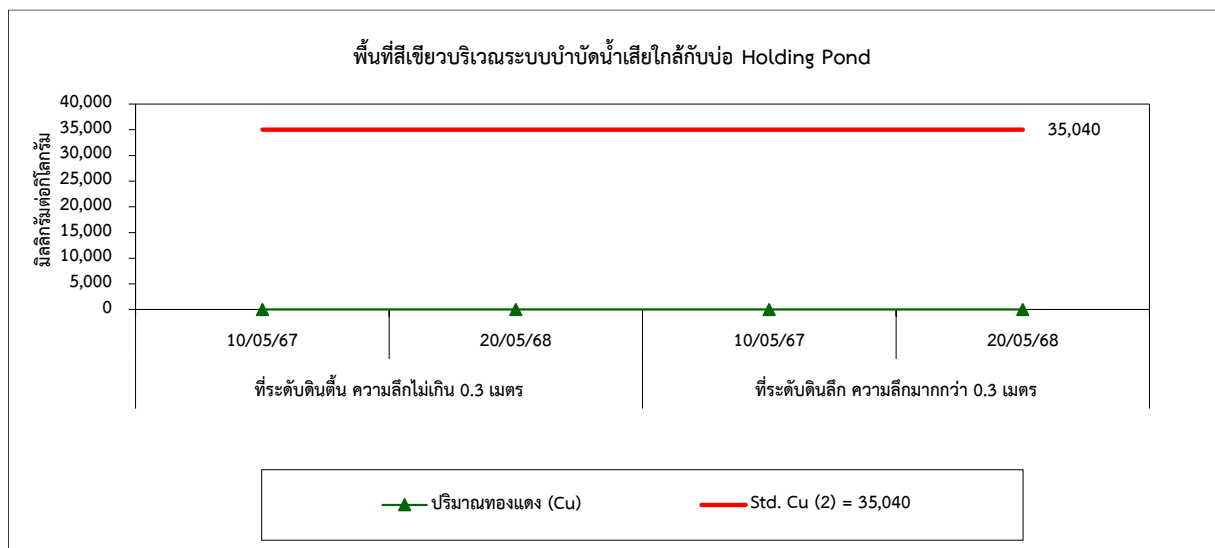 พื้นที่สีเขียวบริเวณระบบบำบัดน้ำเสียใกล้กับบ่อ Holding Pond
มิลลิกรัมต่อกิโลกรัม
40,000
35,000
30,000
25,000
20,000
15,000
10,000
5,000
0
35,040
10/05/67 20/05/68 10/05/67 20/05/68
ที่ระดับดินตื้น ความลึกไม่เกิน 0.3 เมตร ที่ระดับดินลึก ความลึกมากกว่า 0.3 เมตร
ปริมาณทองแดง (Cu) Std. Cu (2) = 35,040